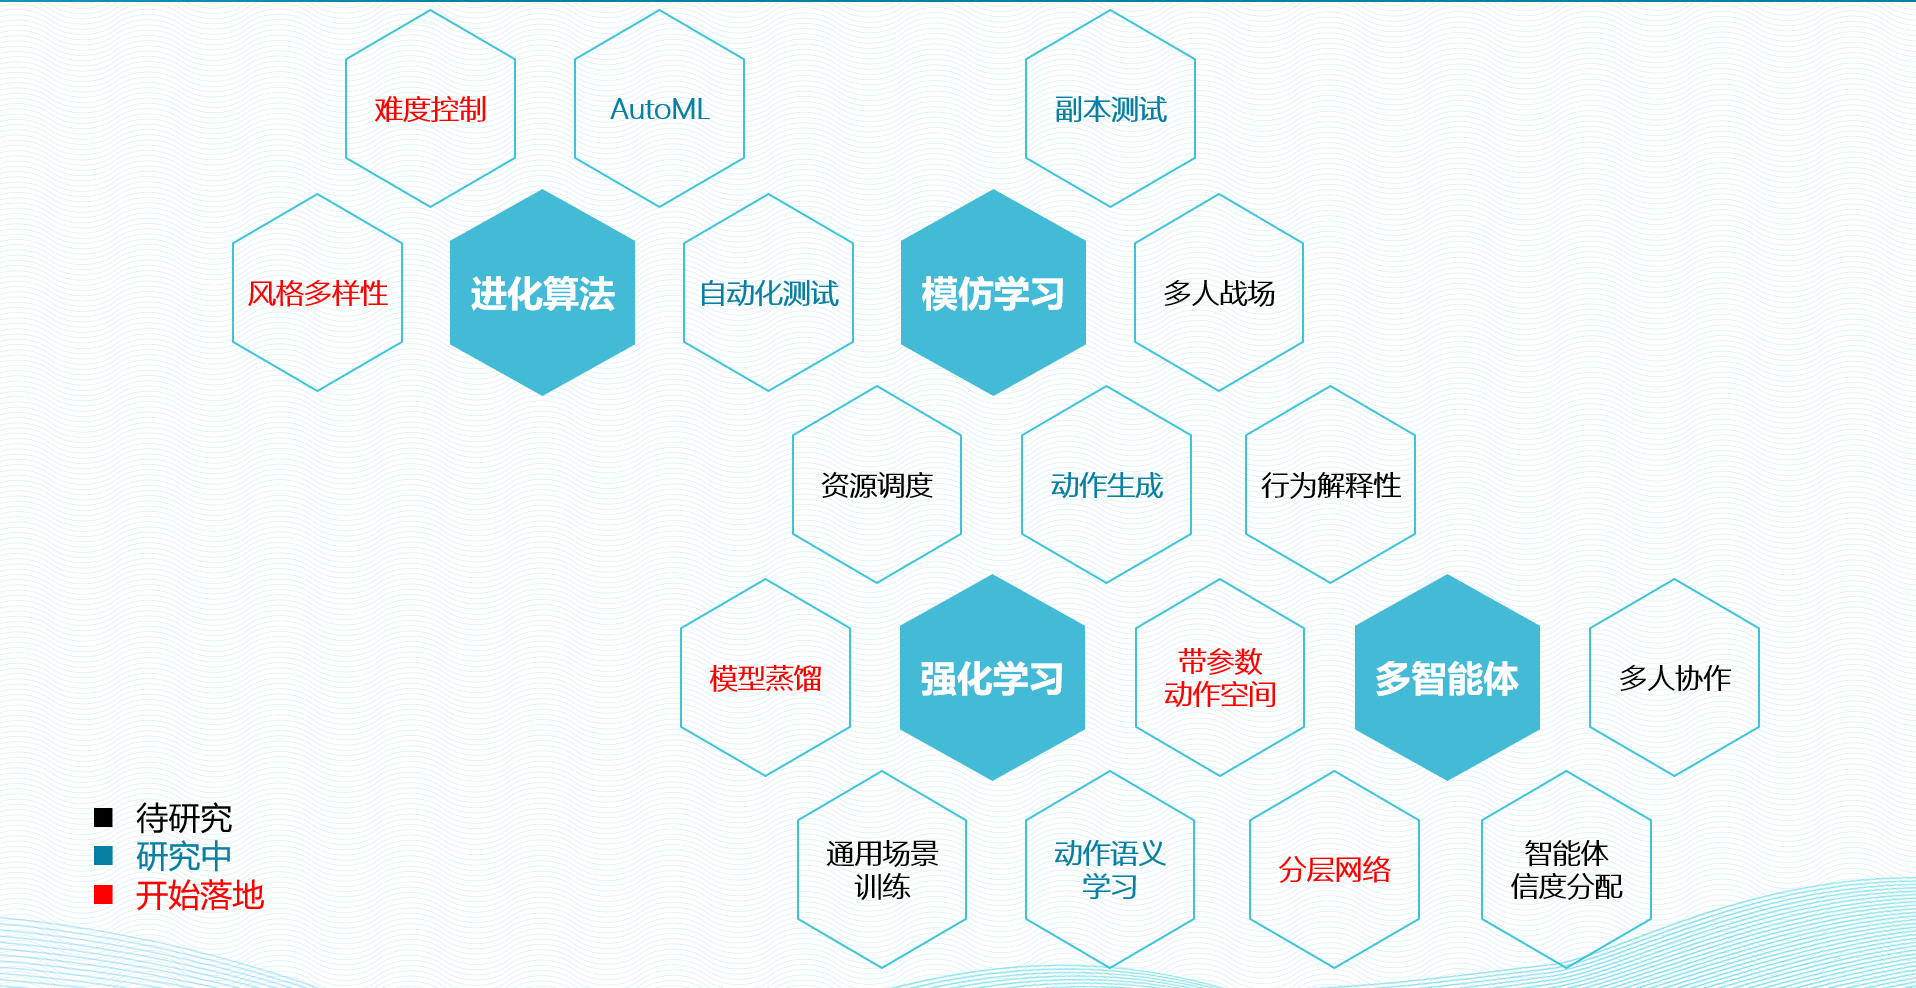 难度控制
AutoML
副本测试
风格多样性
进化算法
自动化测试
模仿学习
多人战场
资源调度
动作生成
行为解释性
模型蒸馏
强化学习
带参数
动作空间
多智能体
多人协作
通用场景
训练
动作语义
学习
分层网络
智能体
信度分配
待研究
研究中
开始落地